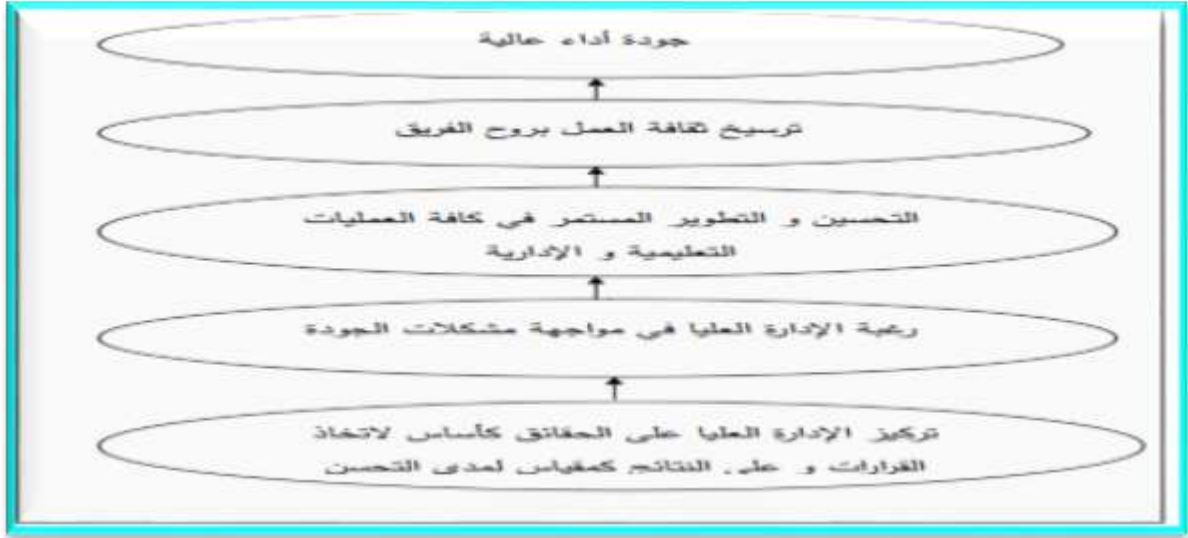 جودة أداء عالية
ترسيخ ثقافة العمل بروح الفريق
التحسين و التطوير المستمر في كافة العمليات
التعليمية و الإدارية
رغبة الإدارة العليا في مواجهة مشكلات الجودة
تركيز الإدارة العليا على الحقائق كأساس لاتخاذ
القرارات و على النتائج كمقياس لمدى التحسن